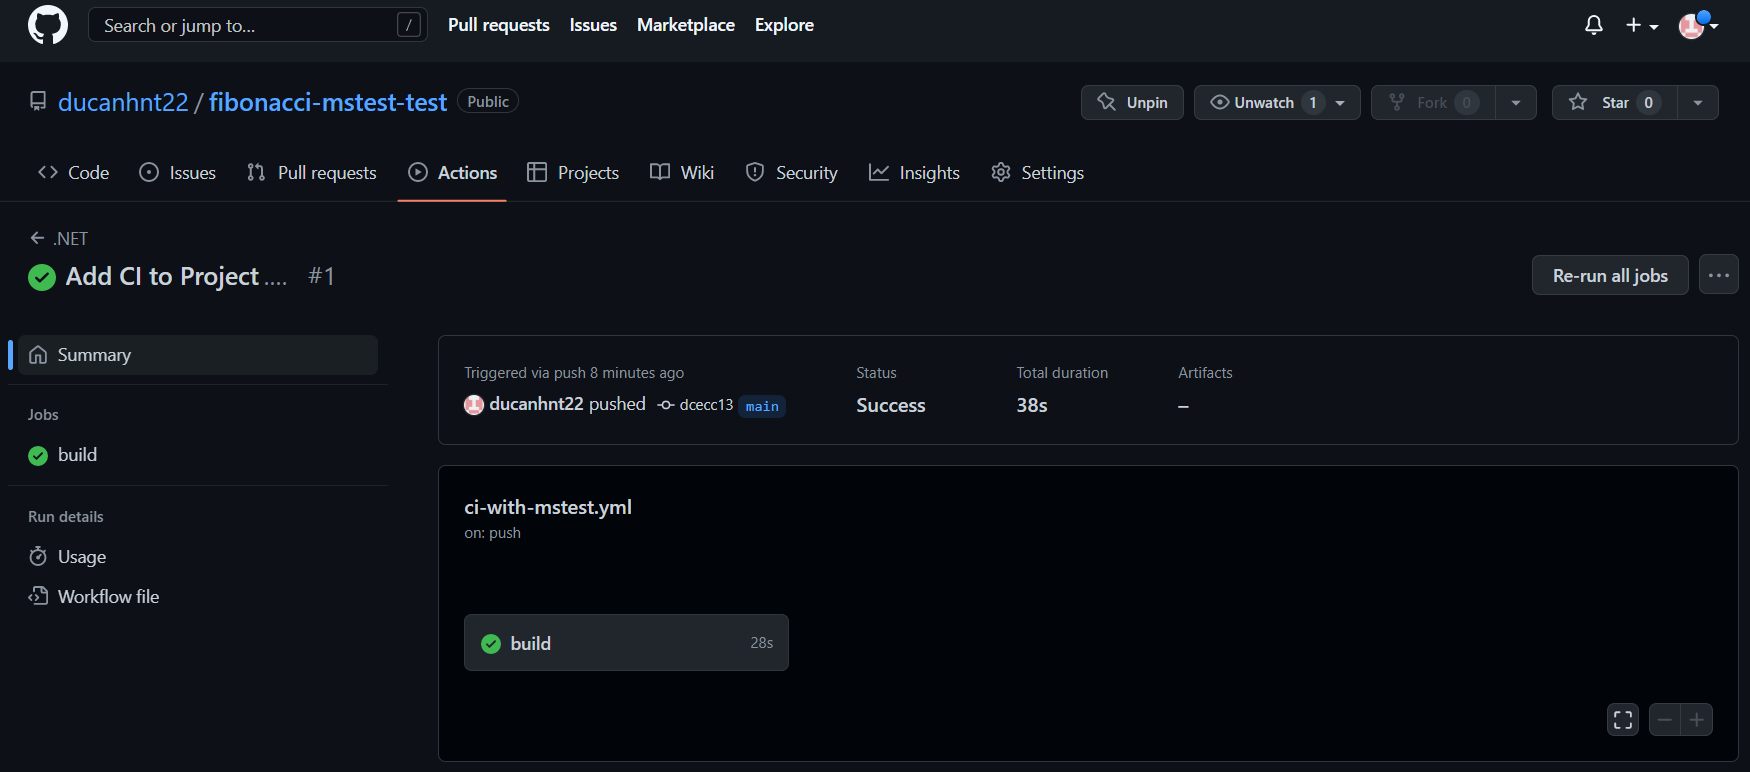 Search or jump to... / Pull requests Issues Marketplace Explore
ducanhnt22 / fibonacci-mstest-test Public Unpin Unwatch 1 Fork 0 Star 0
Code Issues Pull requests Actions Projects Wiki Security Insights Settings
← .NET
Add CI to Project .... #1 Re-run all jobs ...
Summary
Jobs
build
Run details
Usage
Workflow file
Triggered via push 8 minutes ago Status Total duration Artifacts
ducanhnt22 pushed dcecc13 main Success 38s –
ci-with-mstest.yml
on: push
build 28s